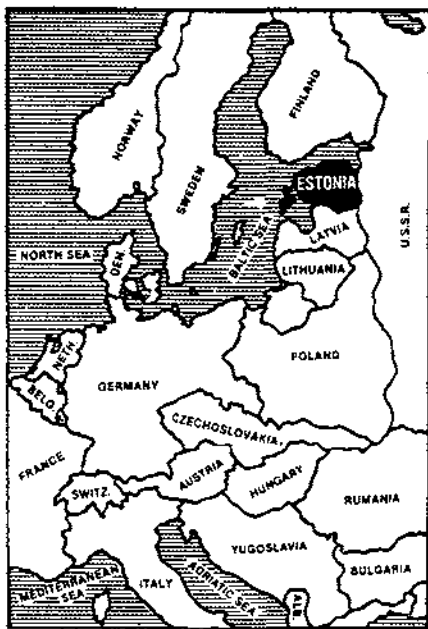 NORWAY
SWEDEN
FINLAND
ESTONIA
LATVIA
LITHUANIA
U.S.S.R.
BALTIC SEA
NORTH SEA
DEN.
NETH.
BELG.
GERMANY
POLAND
CZECHOSLOVAKIA
FRANCE
SWITZ.
AUSTRIA
HUNGARY
RUMANIA
YUGOSLAVIA
BULGARIA
MEDITERRANEAN
SEA
ITALY
ADRIATIC SEA
ALB.